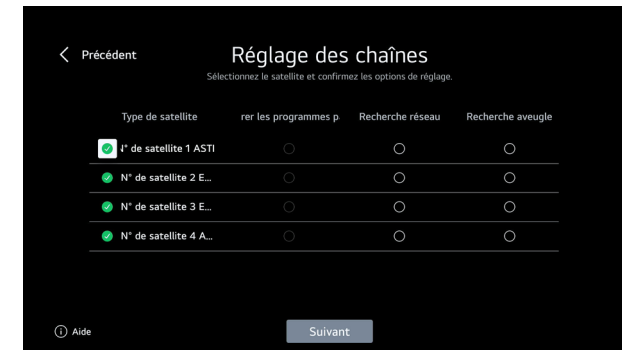 Précédent
Réglage des chaînes
Sélectionnez le satellite et confirmez les options de réglage.
Type de satellite rer les programmes p Recherche réseau Recherche aveugle
N° de satellite 1 ASTI
N° de satellite 2 E...
N° de satellite 3 E...
N° de satellite 4 A...
Aide
Suivant